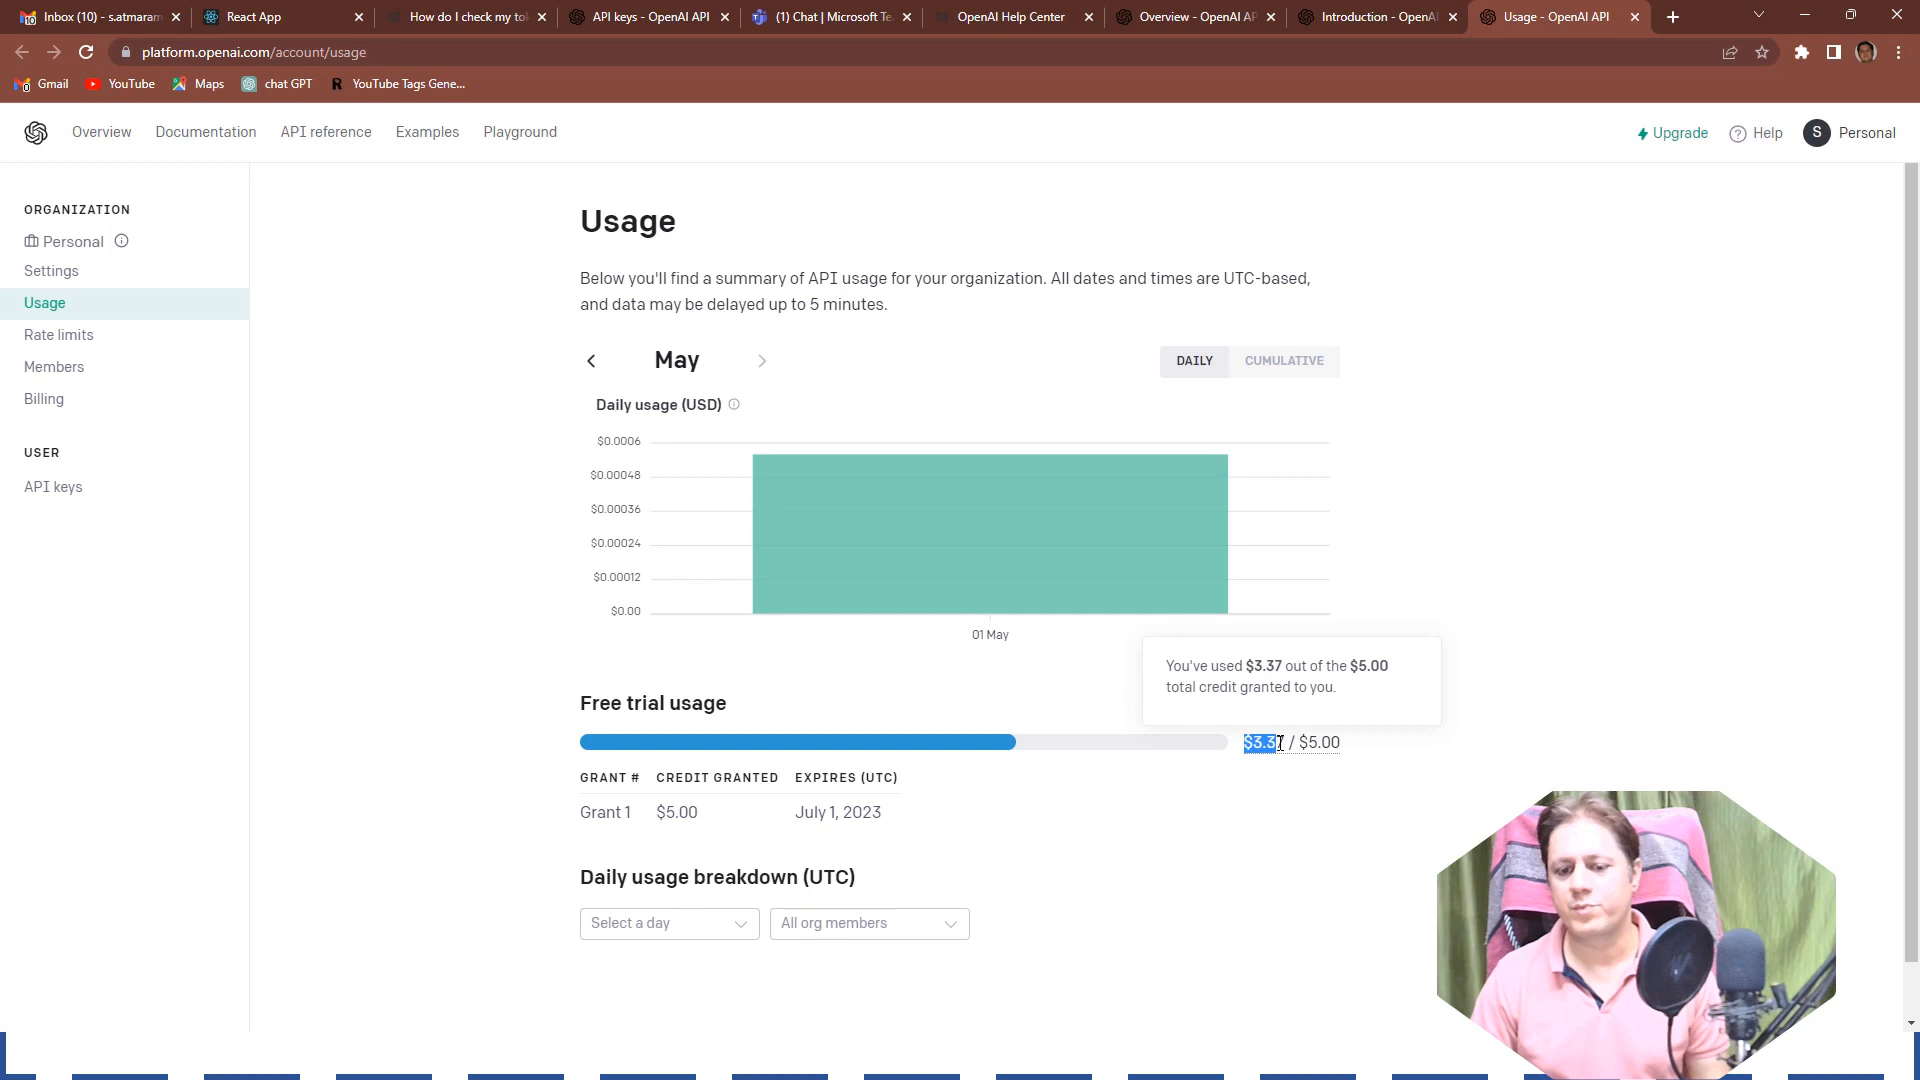 Inbox (10) - s.atmaram
React App
How do I check my tok
API keys - OpenAI API
(1) Chat | Microsoft Te
OpenAI Help Center
Overview - OpenAI AP
Introduction - OpenAI
Usage - OpenAI API
platform.openai.com/account/usage
Gmail
YouTube
Maps
chat GPT
R
YouTube Tags Gene...
Overview
Documentation
API reference
Examples
Playground
Upgrade
? Help
S Personal
ORGANIZATION
Personal
Settings
Usage
Rate limits
Members
Billing
USER
API keys
Usage
Below you'll find a summary of API usage for your organization. All dates and times are UTC-based,
and data may be delayed up to 5 minutes.
May
DAILY
CUMULATIVE
Daily usage (USD)
$0.0006
$0.00048
$0.00036
$0.00024
$0.00012
$0.00
01 May
You've used $3.37 out of the $5.00
total credit granted to you.
Free trial usage
$3.37 / $5.00
GRANT # CREDIT GRANTED EXPIRES (UTC)
Grant 1 $5.00 July 1, 2023
Daily usage breakdown (UTC)
Select a day
All org members